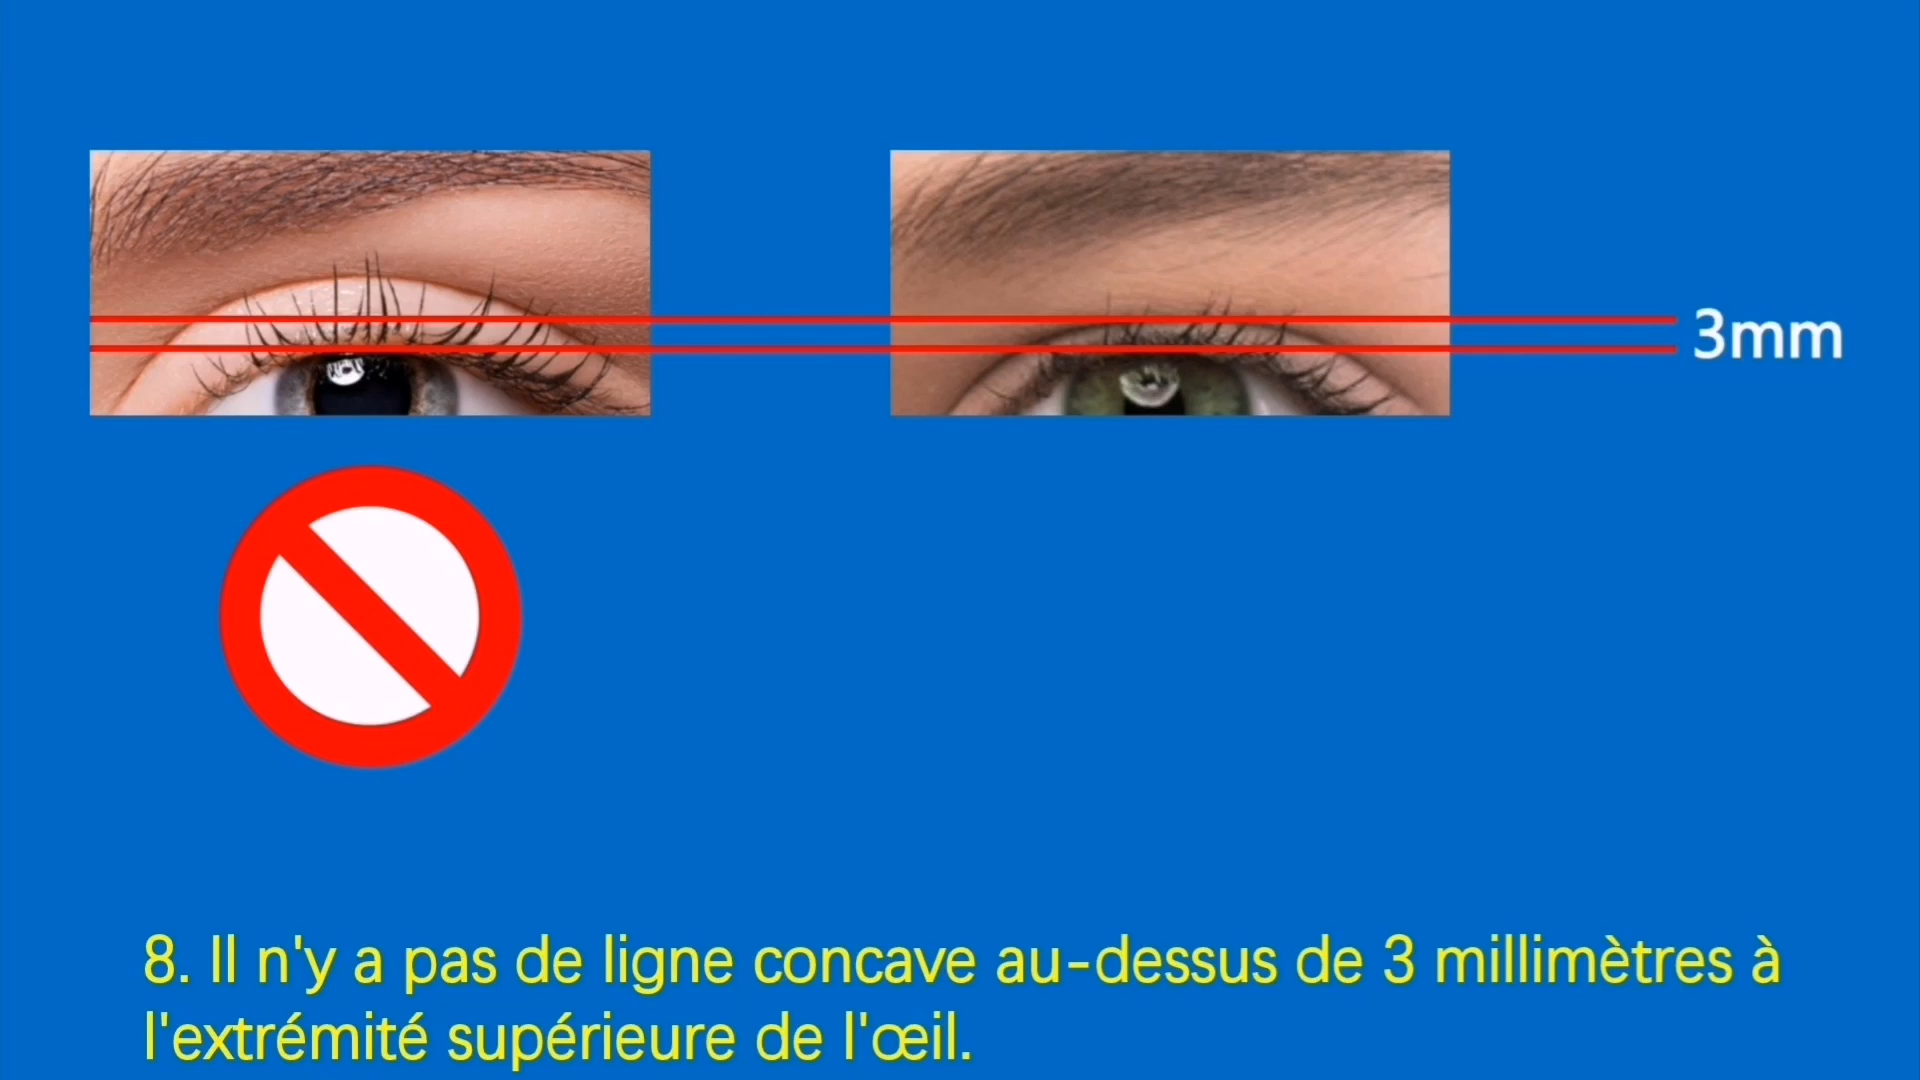 3mm
8. Il n'y a pas de ligne concave au-dessus de 3 millimètres à
l'extrémité supérieure de l'œil.